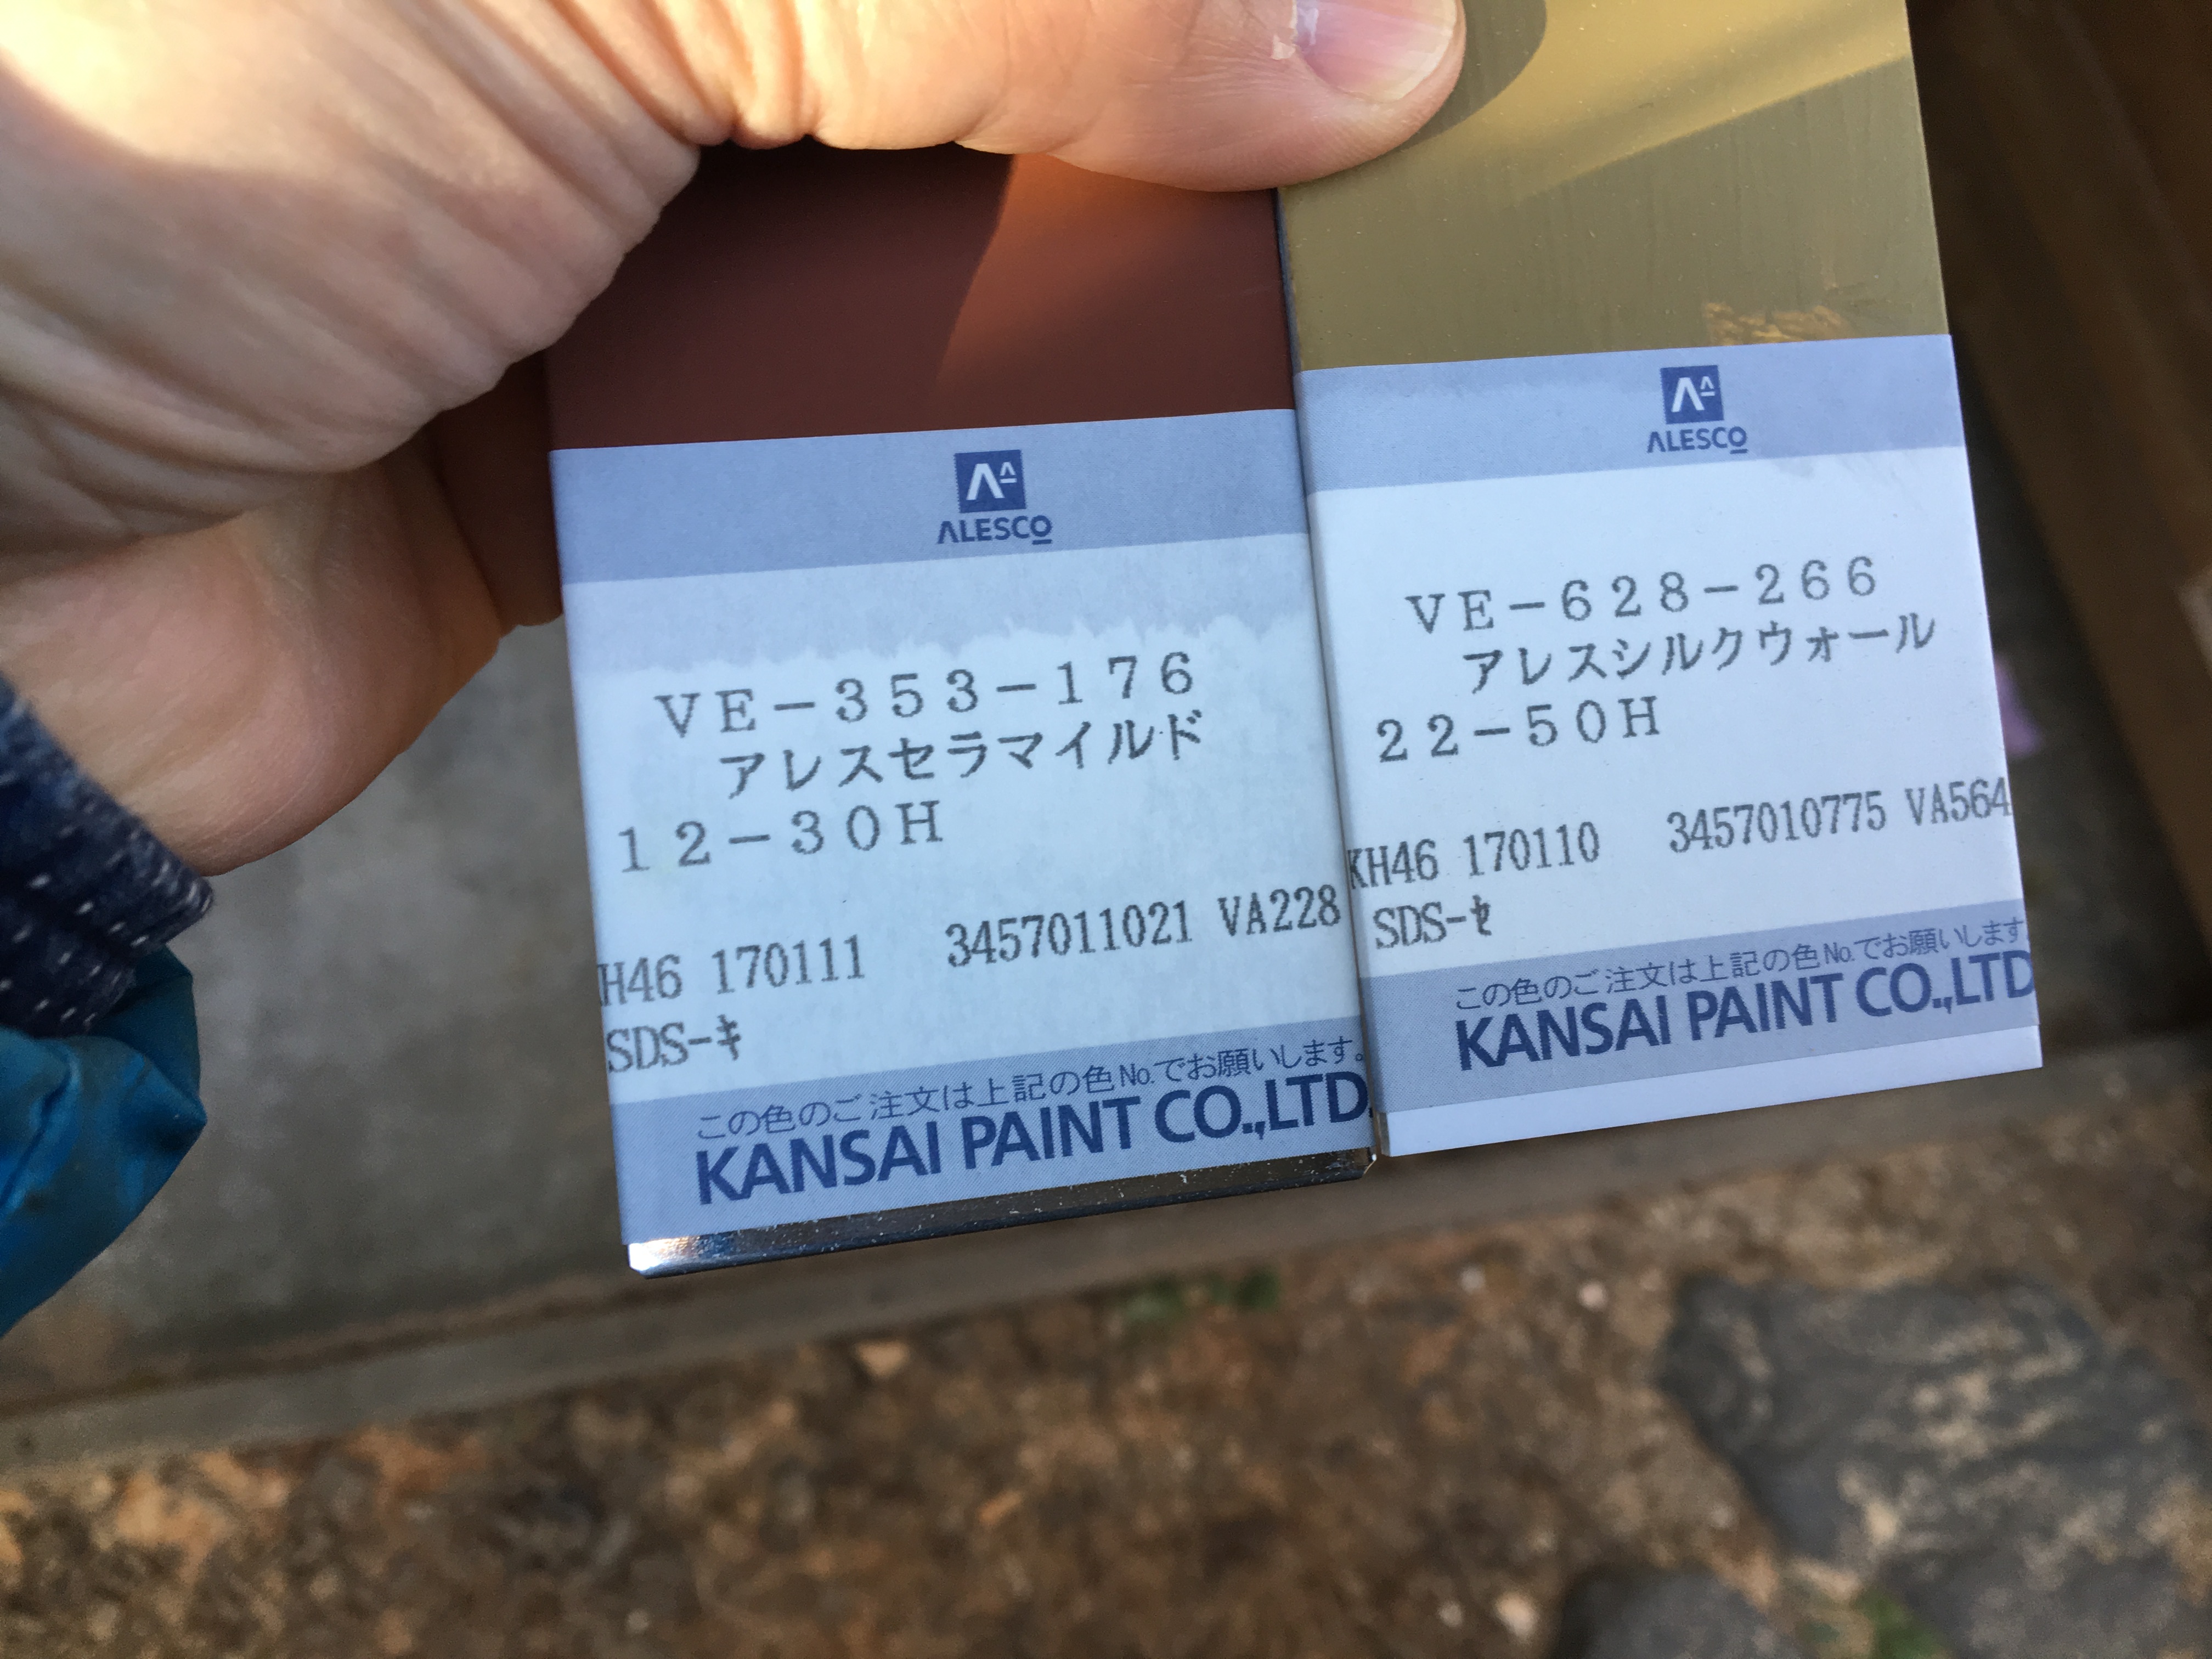 ALESCO
VE-353-176
アレスセラマイルド
12-30H
H46 170111 3457011021 VA228
SDS-キ
この色のご注文は上記の色No.でお願いします。
KANSAI PAINT CO.,LTD.
ALESCO
VE-628-266
アレスシルクウォール
22-50H
KH46 170110 3457010775 VA564
SDS-セ
この色のご注文は上記の色No.でお願いします
KANSAI PAINT CO.,LTD